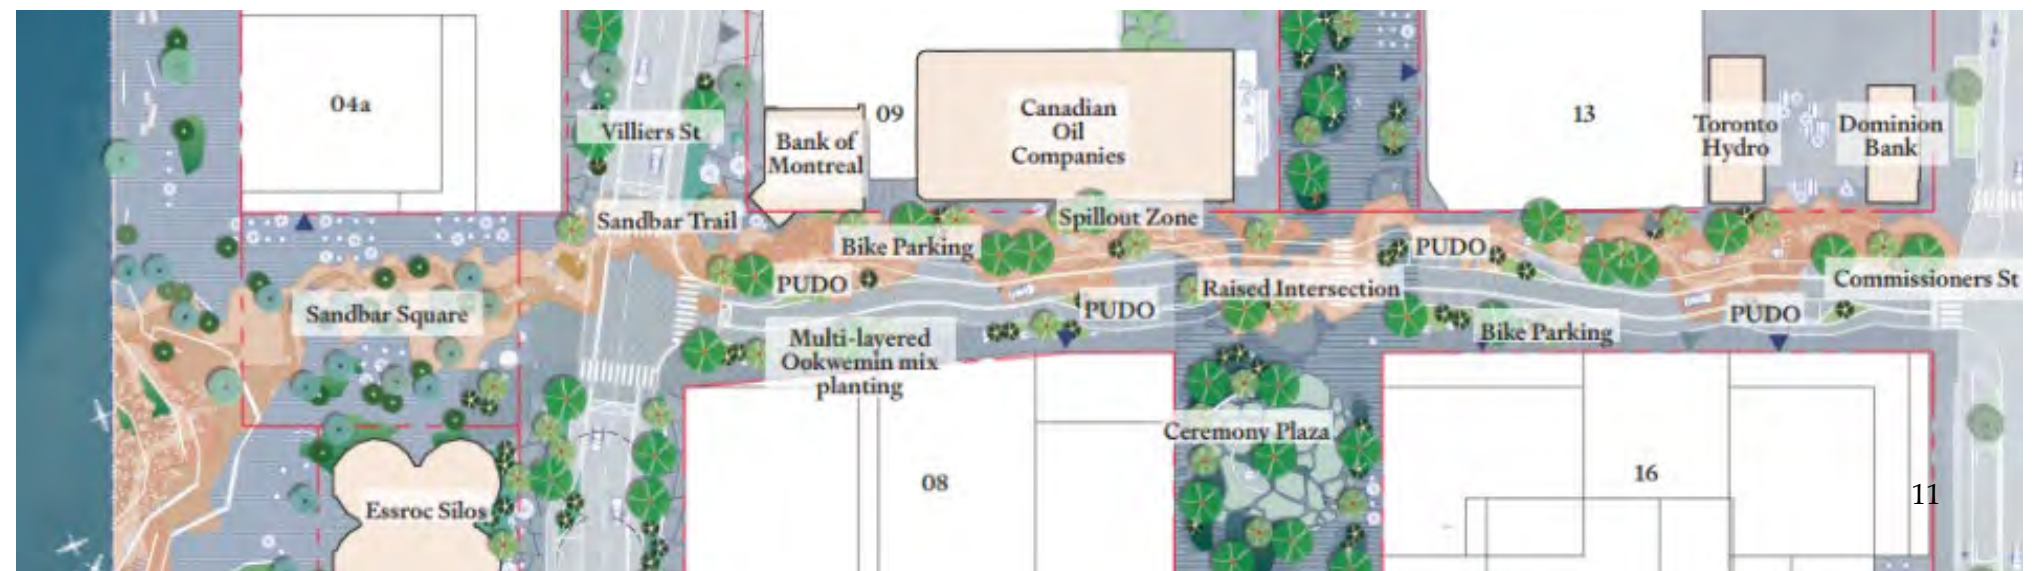 04a
Villiers St
Bank of
Montreal
09
Canadian
Oil
Companies
13
Toronto
Hydro
Dominion
Bank
Sandbar Trail
Spillout Zone
Bike Parking
PUDO
PUDO
Commissioners St
PUDO
Raised Intersection
Sandbar Square
PUDO
PUDO
Bike Parking
Multi-layered
Ookwemin mix
planting
Ceremony Plaza
08
16
11
Essroc Silos